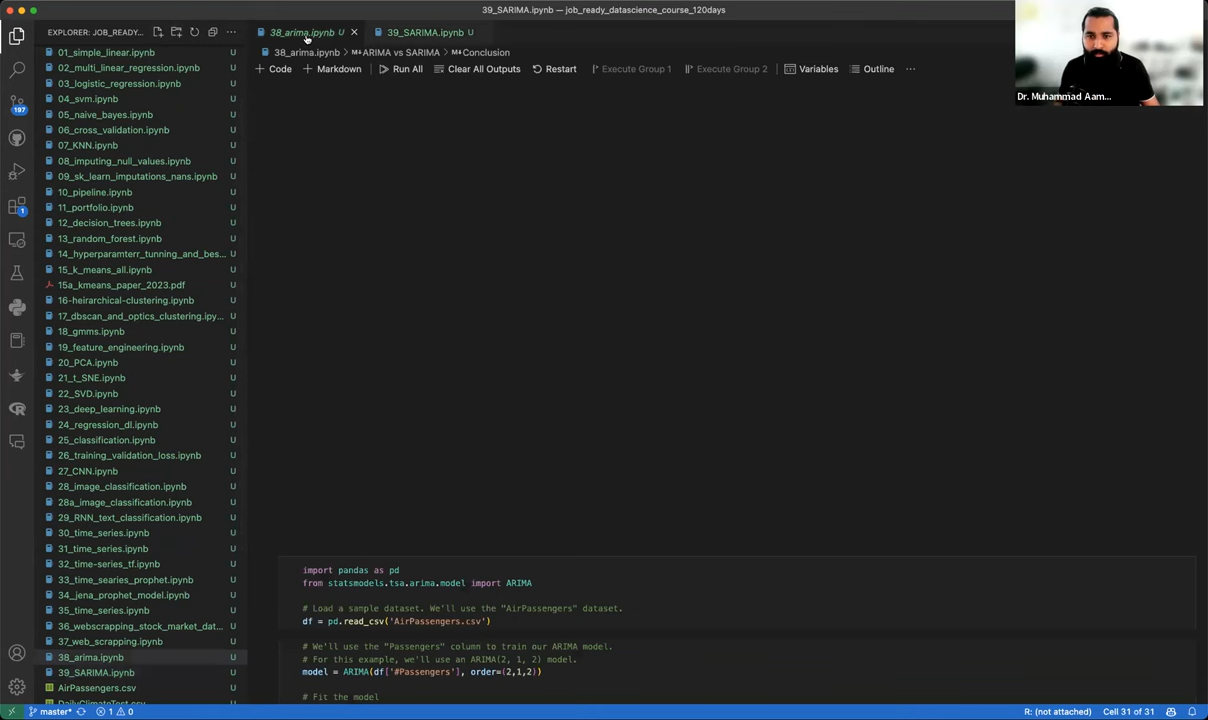 39_SARIMA.ipynb — job_ready_datascience_course_120days
EXPLORER: JOB_READY_...
38_arima.ipynb U
39_SARIMA.ipynb U
38_arima.ipynb > M↓ARIMA vs SARIMA > M↓Conclusion
+ Code + Markdown Run All Clear All Outputs Restart Execute Group 1 Execute Group 2 Variables Outline ...
Dr. Muhammad Aam...
197
1
01_simple_linear.ipynb U
02_multi_linear_regression.ipynb U
03_logistic_regression.ipynb U
04_svm.ipynb U
05_naive_bayes.ipynb U
06_cross_validation.ipynb U
07_KNN.ipynb U
08_imputing_null_values.ipynb U
09_sk_learn_imputations_nans.ipynb U
10_pipeline.ipynb U
11_portfolio.ipynb U
12_decision_trees.ipynb U
13_random_forest.ipynb U
14_hyperparamterr_tunning_and_bes... U
15_k_means_all.ipynb U
15a_kmeans_paper_2023.pdf U
16-heirarchical-clustering.ipynb U
17_dbscan_and_optics_clustering.ipy... U
18_gmms.ipynb U
19_feature_engineering.ipynb U
20_PCA.ipynb U
21_t_SNE.ipynb U
22_SVD.ipynb U
23_deep_learning.ipynb U
24_regression_dl.ipynb U
25_classification.ipynb U
26_training_validation_loss.ipynb U
27_CNN.ipynb U
28_image_classification.ipynb U
28a_image_classification.ipynb U
29_RNN_text_classification.ipynb U
30_time_series.ipynb U
31_time_series.ipynb U
32_time-series_tf.ipynb U
33_time_searies_prophet.ipynb U
34_jena_prophet_model.ipynb U
35_time_series.ipynb U
36_webscrapping_stock_market_dat... U
37_web_scrapping.ipynb U
38_arima.ipynb U
39_SARIMA.ipynb U
AirPassengers.csv U
DailyClimateTest.csv U
import pandas as pd
from statsmodels.tsa.arima.model import ARIMA
# Load a sample dataset. We'll use the "AirPassengers" dataset.
df = pd.read_csv('AirPassengers.csv')
# We'll use the "Passengers" column to train our ARIMA model.
# For this example, we'll use an ARIMA(2, 1, 2) model.
model = ARIMA(df['#Passengers'], order=(2,1,2))
# Fit the model
master* 1 0 R: (not attached) Cell 31 of 31